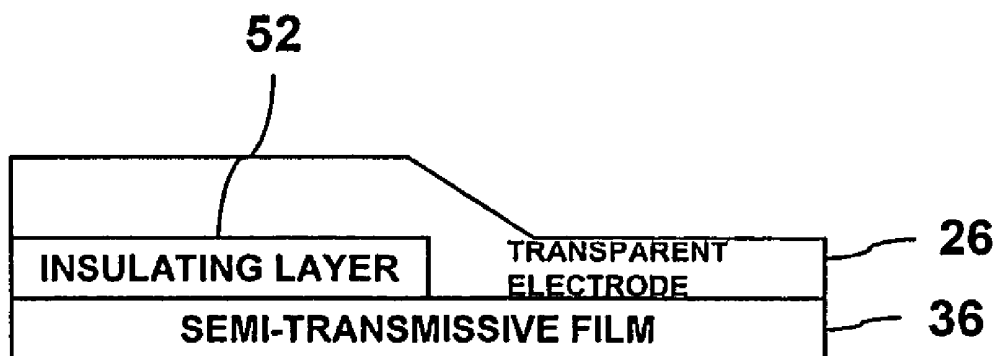 52
TRANSPARENT
ELECTRODE
26
INSULATING LAYER
SEMI-TRANSMISSIVE FILM
36